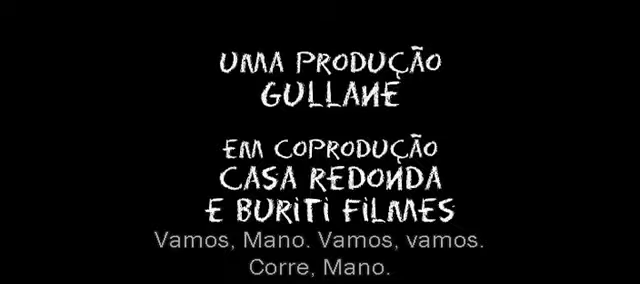 UMA PRODUÇÃO
GULLANE
EM COPRODUÇÃO
CASA REDONDA
E BURITI FILMES
Vamos, Mano. Vamos, vamos.
Corre, Mano.